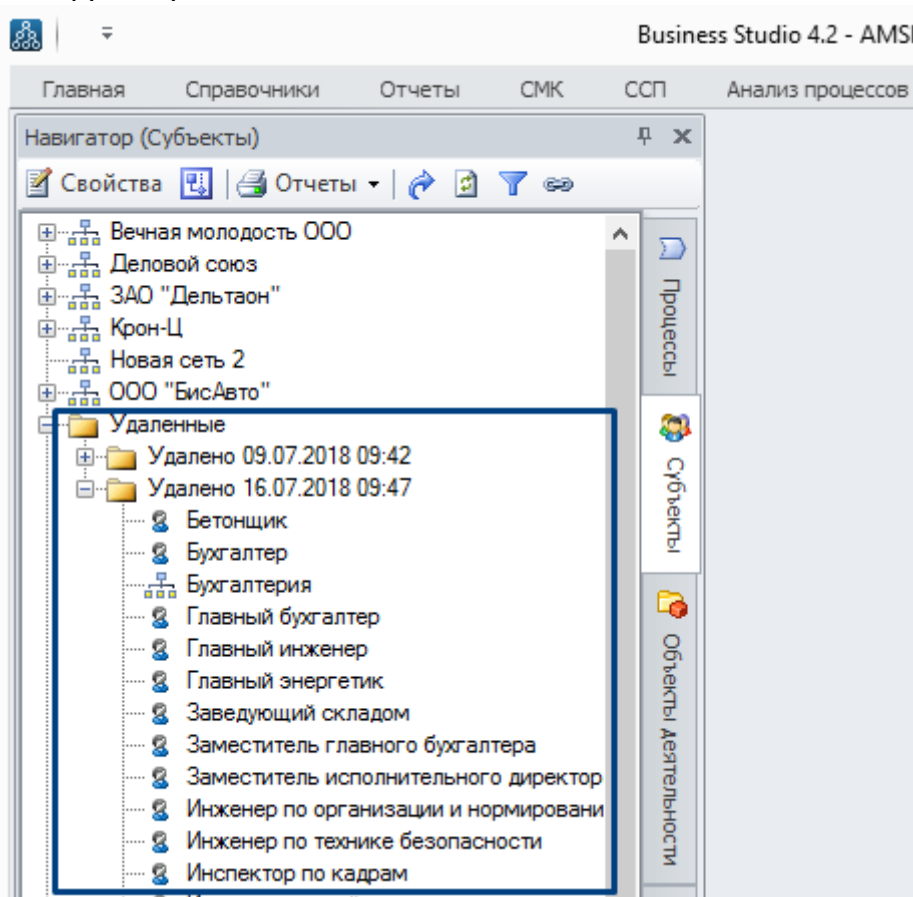 Business Studio 4.2 - AMS
Главная Справочники Отчеты СМК ССП Анализ процессов
Навигатор (Субъекты)
Свойства Отчеты
Вечная молодость ООО
Деловой союз
ЗАО "Дельтаон"
Крон-Ц
Новая сеть 2
ООО "БисАвто"
Удаленные
Удалено 09.07.2018 09:42
Удалено 16.07.2018 09:47
Бетонщик
Бухгалтер
Бухгалтерия
Главный бухгалтер
Главный инженер
Главный энергетик
Заведующий складом
Заместитель главного бухгалтера
Заместитель исполнительного директор
Инженер по организации и нормировани
Инженер по технике безопасности
Инспектор по кадрам
Процессы
Субъекты
Объекты деятельности